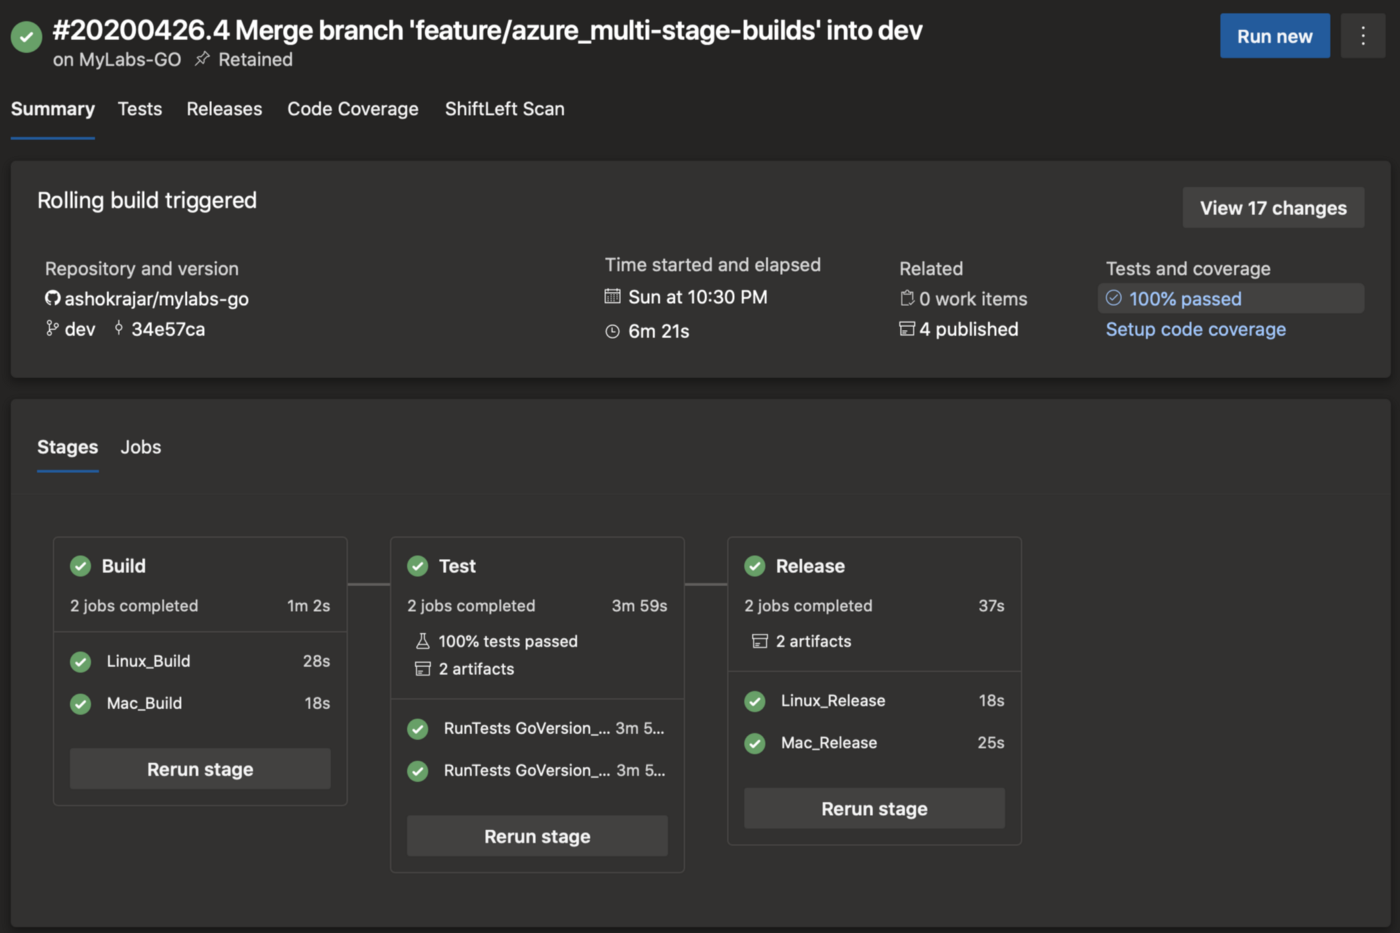 #20200426.4 Merge branch 'feature/azure_multi-stage-builds' into dev
on MyLabs-GO Retained
Run new
Summary Tests Releases Code Coverage ShiftLeft Scan
Rolling build triggered
View 17 changes
Repository and version
ashokrajar/mylabs-go
dev 34e57ca
Time started and elapsed
Sun at 10:30 PM
6m 21s
Related
0 work items
4 published
Tests and coverage
100% passed
Setup code coverage
Stages Jobs
Build
2 jobs completed 1m 2s
Linux_Build 28s
Mac_Build 18s
Rerun stage
Test
2 jobs completed 3m 59s
100% tests passed
2 artifacts
RunTests GoVersion_... 3m 5...
RunTests GoVersion_... 3m 5...
Rerun stage
Release
2 jobs completed 37s
2 artifacts
Linux_Release 18s
Mac_Release 25s
Rerun stage